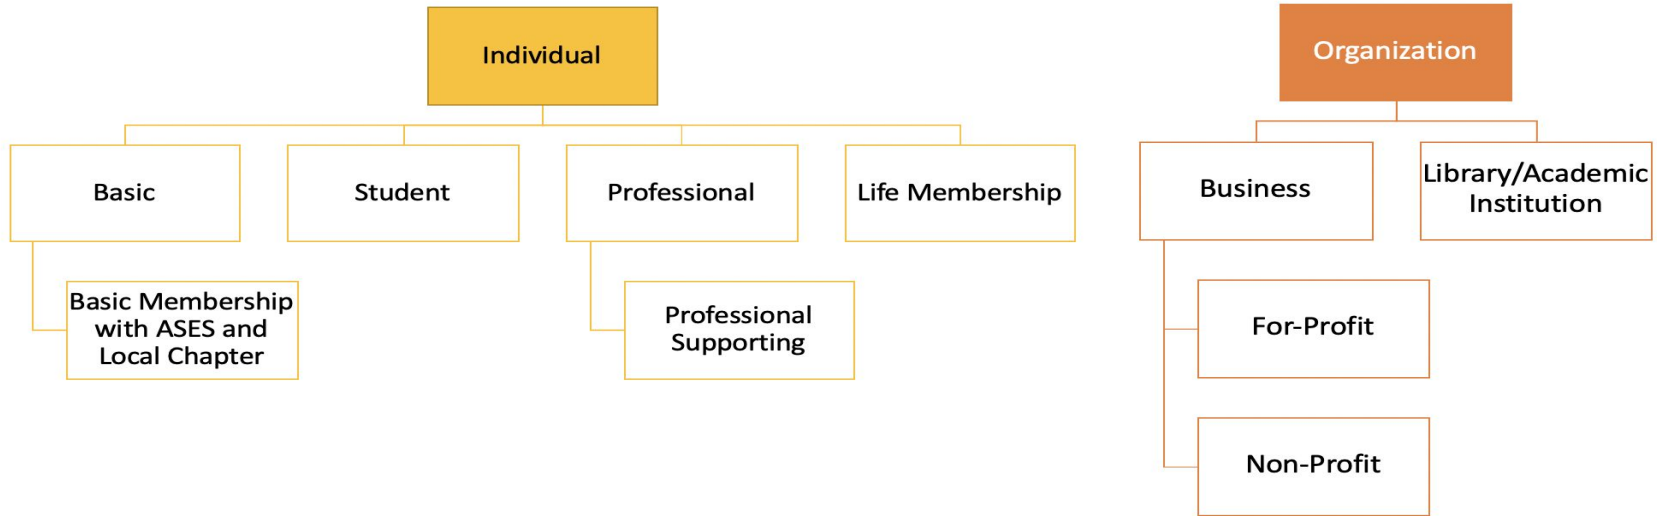 Individual
Organization
Basic
Student
Professional
Life Membership
Business
Library/Academic
Institution
Basic Membership
with ASES and
Local Chapter
Professional
Supporting
For-Profit
Non-Profit